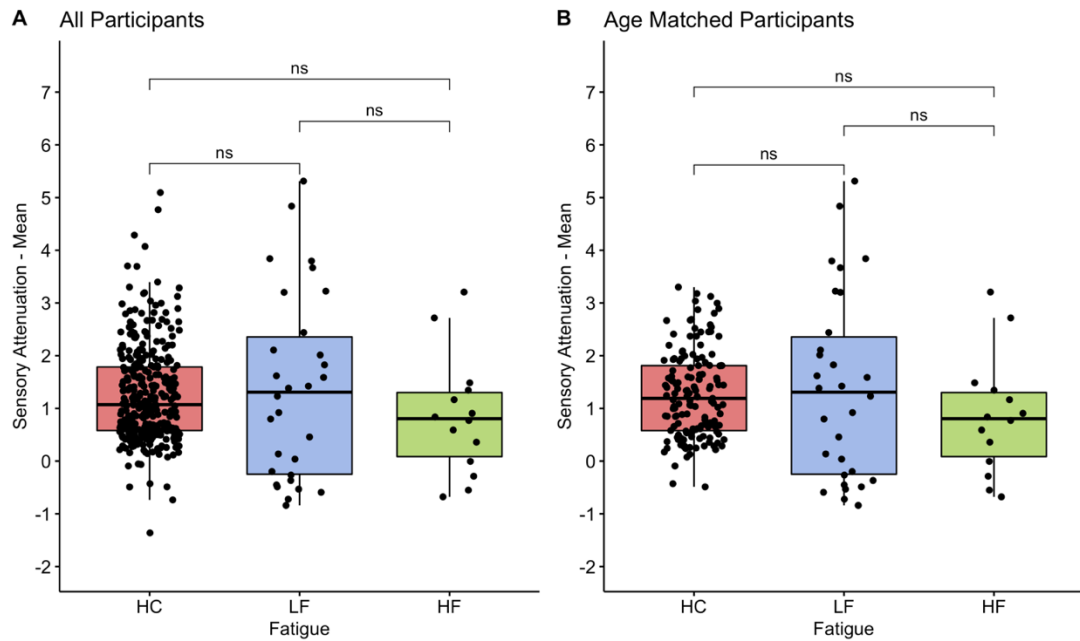 A All Participants
Sensory Attenuation - Mean
7
6
5
4
3
2
1
0
-1
-2
ns
ns
ns
HC LF HF
Fatigue
B Age Matched Participants
Sensory Attenuation - Mean
7
6
5
4
3
2
1
0
-1
-2
ns
ns
ns
HC LF HF
Fatigue